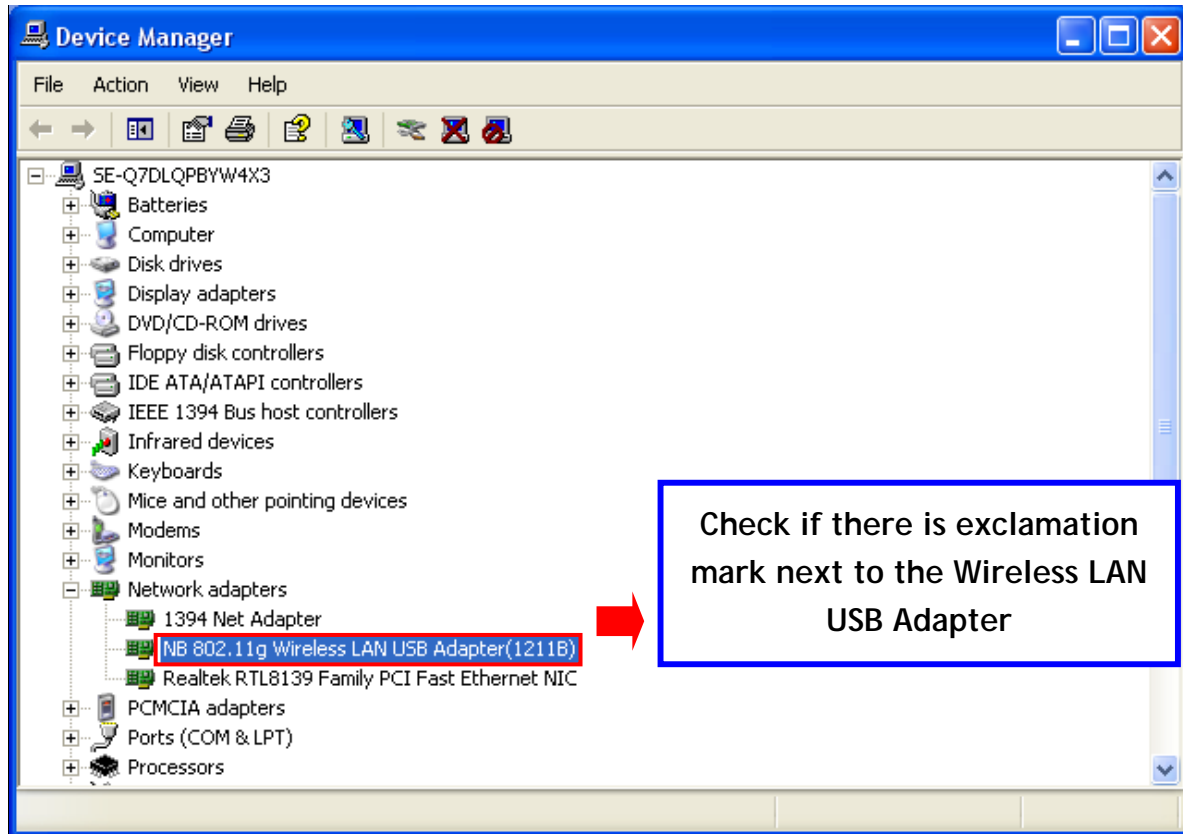 Device Manager
File Action View Help
SE-Q7DLQPBYW4X3
Batteries
Computer
Disk drives
Display adapters
DVD/CD-ROM drives
Floppy disk controllers
IDE ATA/ATAPI controllers
IEEE 1394 Bus host controllers
Infrared devices
Keyboards
Mice and other pointing devices
Modems
Monitors
Network adapters
1394 Net Adapter
NB 802.11g Wireless LAN USB Adapter(1211B)
Realtek RTL8139 Family PCI Fast Ethernet NIC
PCMCIA adapters
Ports (COM & LPT)
Processors
Check if there is exclamation
mark next to the Wireless LAN
USB Adapter